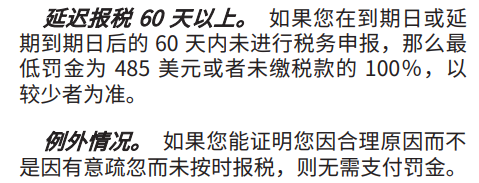 延迟报税 60 天以上。 如果您在到期日或延
期到期日后的 60 天内未进行税务申报，那么最
低罚金为 485 美元或者未缴税款的 100%，以
较少者为准。
例外情况。 如果您能证明您因合理原因而不
是因有意疏忽而未按时报税，则无需支付罚金。